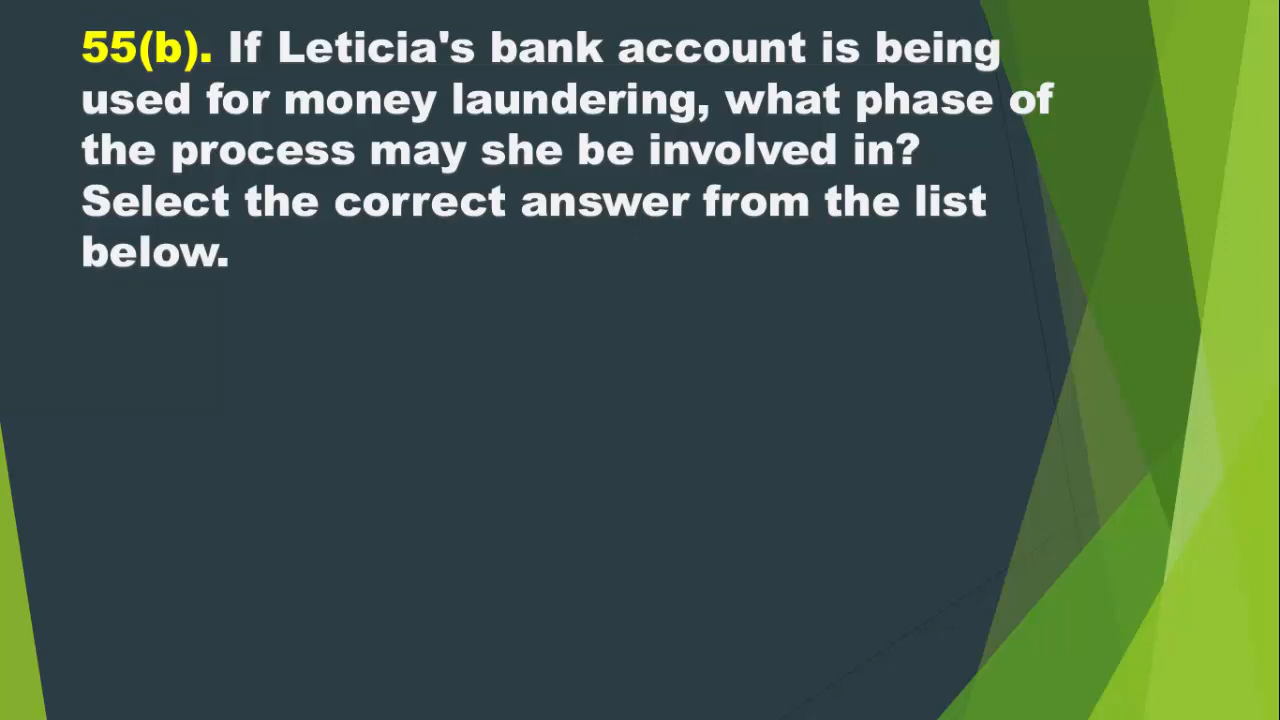 55(b). If Leticia's bank account is being
used for money laundering, what phase of
the process may she be involved in?
Select the correct answer from the list
below.